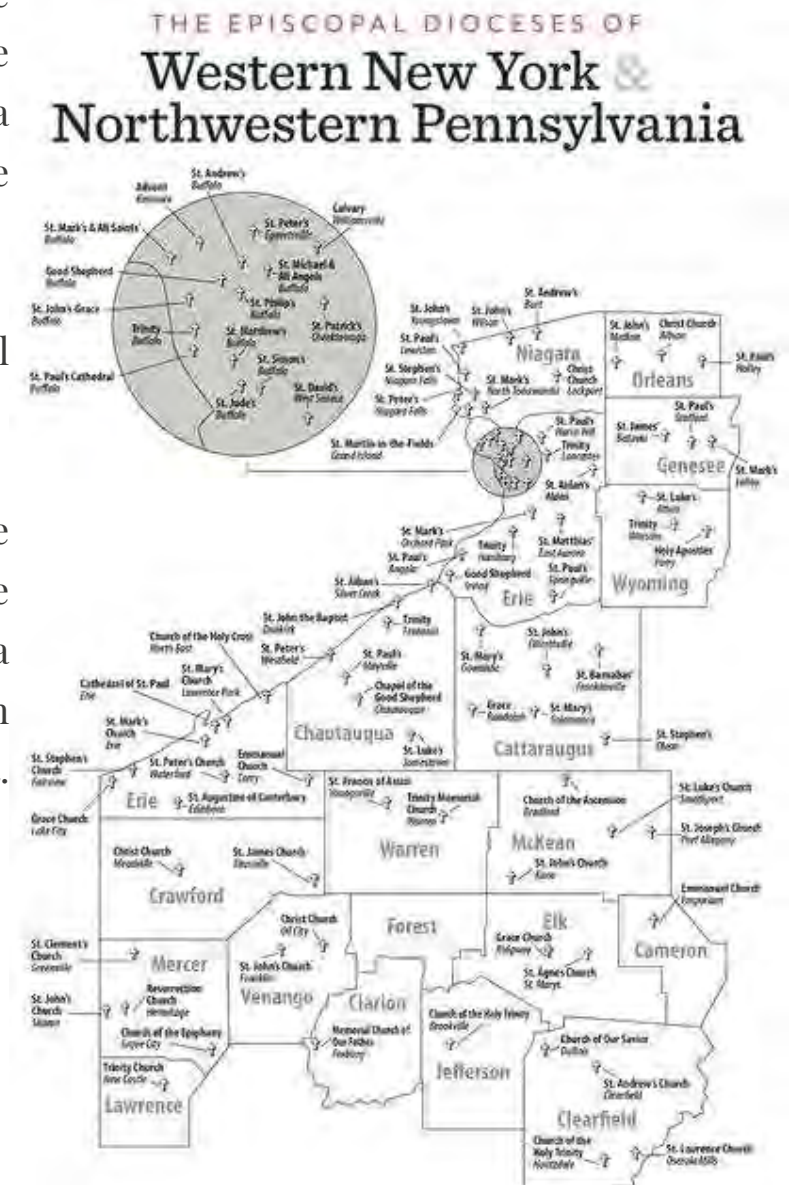 THE EPISCOPAL DIOCESES OF
Western New York &
Northwestern Pennsylvania
St. Andrew's
Buffalo
Advent
Kenmore
Calvary
Williamsville
St. Mark's & All Saints'
Buffalo
St. Peter's
Eggertsville
Good Shepherd
Buffalo
St. Michael &
All Angels
Buffalo
St. John's-Grace
Buffalo
St. Philip's
Buffalo
Trinity
Buffalo
St. Matthew's
Buffalo
St. Patrick's
Cheektowaga
St. Paul's Cathedral
Buffalo
St. Simon's
Buffalo
St. David's
West Seneca
St. Jude's
Buffalo
St. John's
Youngstown
St. John's
Wilson
St. Andrew's
Burt
St. Paul's
Lewiston
Niagara
St. Stephen's
Niagara Falls
St. Mark's
North Tonawanda
Christ
Church
Lockport
St. Peter's
Niagara Falls
St. Martin-in-the-Fields
Grand Island
St. John's
Medina
Christ Church
Albion
St. Paul's
Holley
Orleans
St. Paul's
Harris Hill
Trinity
Lancaster
St. James'
Batavia
St. Paul's
Stafford
Genesee
St. Mark's
LeRoy
St. Aidan's
Alden
St. Luke's
Attica
Trinity
Warsaw
Holy Apostles
Perry
Wyoming
St. Mark's
Orchard Park
St. Paul's
Angola
Trinity
Hamburg
St. Matthias'
East Aurora
Good Shepherd
Irving
St. Paul's
Springville
Erie
St. Alban's
Silver Creek
St. John the Baptist
Dunkirk
Trinity
Fredonia
Church of the Holy Cross
North East
St. Peter's
Westfield
St. Paul's
Mayville
Chapel of the
Good Shepherd
Chautauqua
Chautauqua
St. Luke's
Jamestown
St. Mary's
Gowanda
St. John's
Ellicottville
St. Barnabas'
Franklinville
Grace
Randolph
St. Mary's
Salamanca
St. Stephen's
Olean
Cattaraugus
Cathedral of St. Paul
Erie
St. Mary's
Church
Lawrence Park
St. Mark's
Church
Erie
St. Stephen's
Church
Fairview
St. Peter's Church
Waterford
Emmanuel
Church
Corry
Grace Church
Lake City
Erie
St. Augustine of Canterbury
Edinboro
St. Francis of Assisi
Youngsville
Trinity Memorial
Church
Warren
Warren
Church of the Ascension
Bradford
St. Luke's Church
Smethport
McKean
St. Joseph's Church
Port Allegany
St. John's Church
Kane
Christ Church
Meadville
St. James Church
Titusville
Crawford
Emmanuel Church
Emporium
Cameron
Christ Church
Oil City
Forest
Elk
Grace Church
Ridgway
St. Agnes Church
St. Marys
St. Clement's
Church
Greenville
Mercer
St. John's Church
Franklin
Venango
Clarion
St. John's
Church
Sharon
Resurrection
Church
Hermitage
Church of the Epiphany
Grove City
Memorial Church of
Our Father
Foxburg
Church of the Holy Trinity
Brookville
Jefferson
Church of Our Savior
DuBois
St. Andrew's Church
Clearfield
Trinity Church
New Castle
Lawrence
Clearfield
Church of the
Holy Trinity
Houtzdale
St. Laurence Church
Osceola Mills